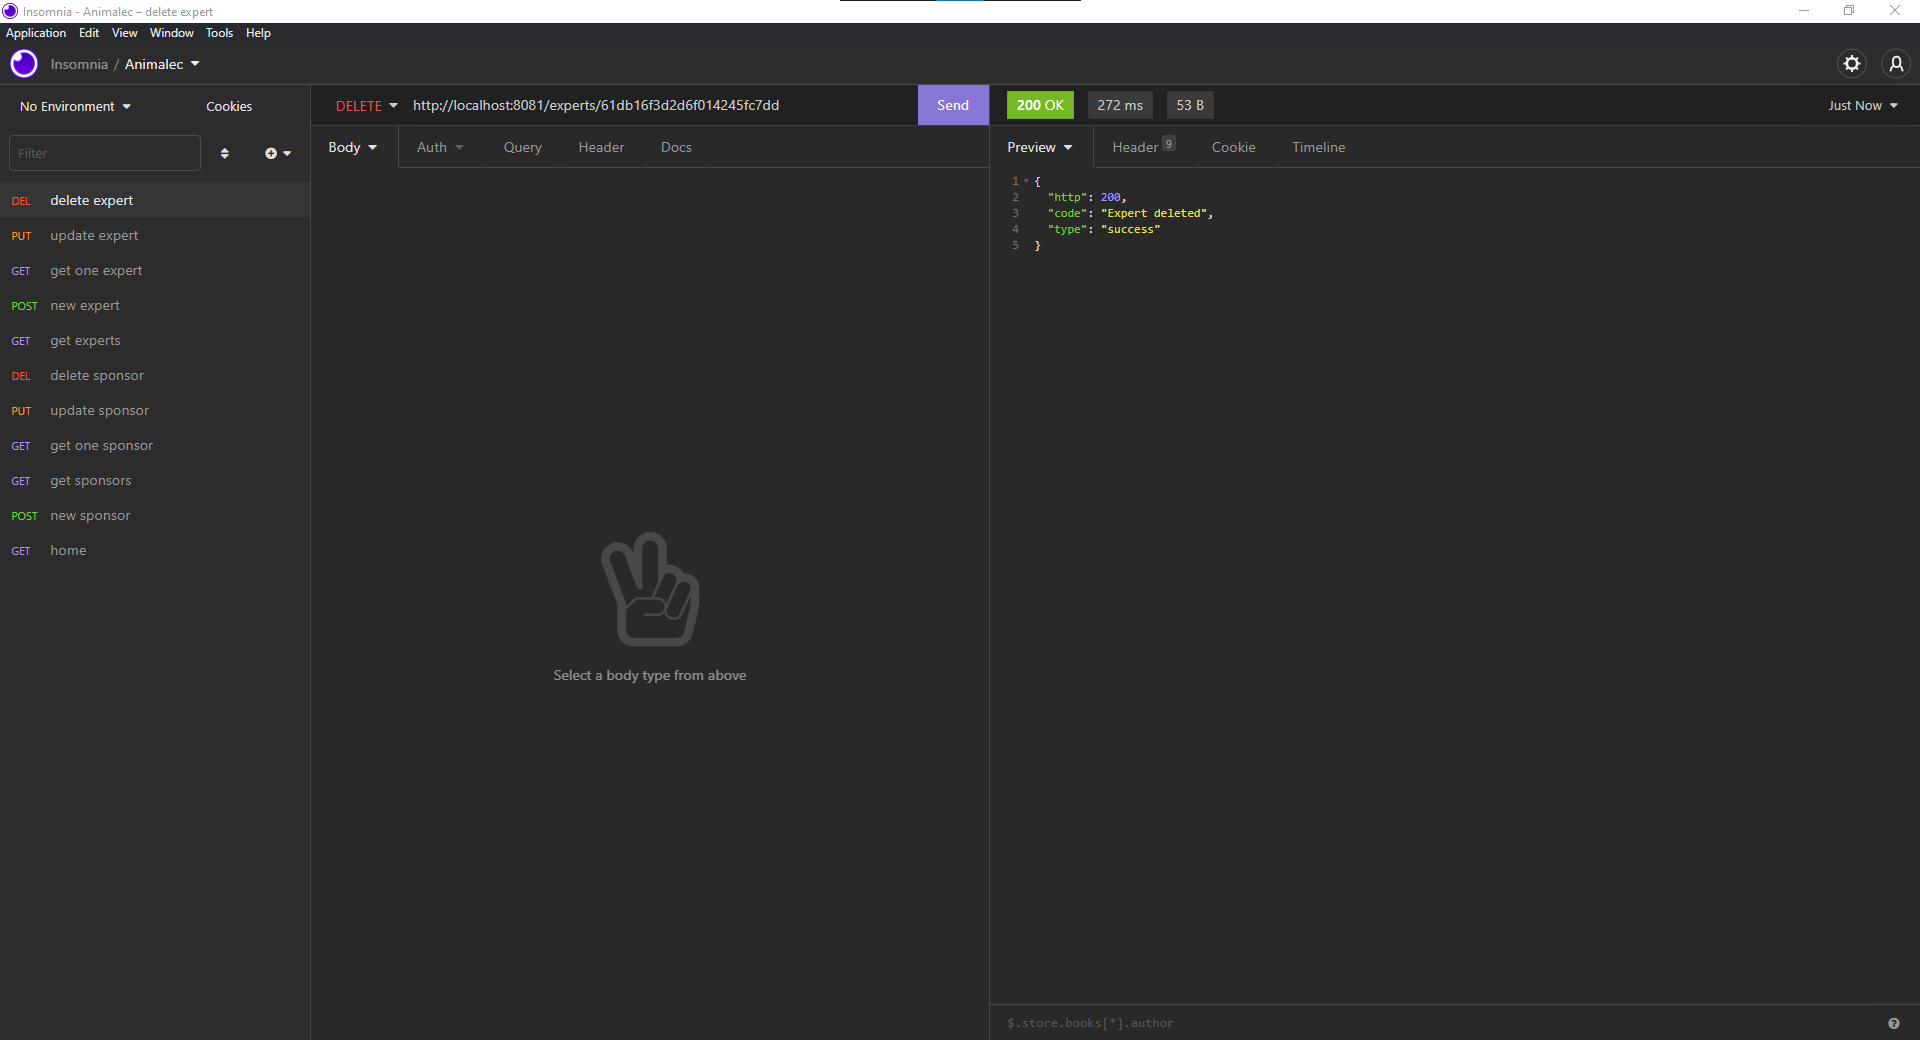 Insomnia - Animalec – delete expert
Application Edit View Window Tools Help
Insomnia / Animalec
No Environment Cookies
DELETE http://localhost:8081/experts/61db16f3d2d6f014245fc7dd Send
200 OK 272 ms 53 B Just Now
Filter
Body Auth Query Header Docs
Preview Header 9 Cookie Timeline
DEL delete expert
PUT update expert
GET get one expert
POST new expert
GET get experts
DEL delete sponsor
PUT update sponsor
GET get one sponsor
GET get sponsors
POST new sponsor
GET home
Select a body type from above
1 {
2 "http": 200,
3 "code": "Expert deleted",
4 "type": "success"
5 }
$.store.books[*].author